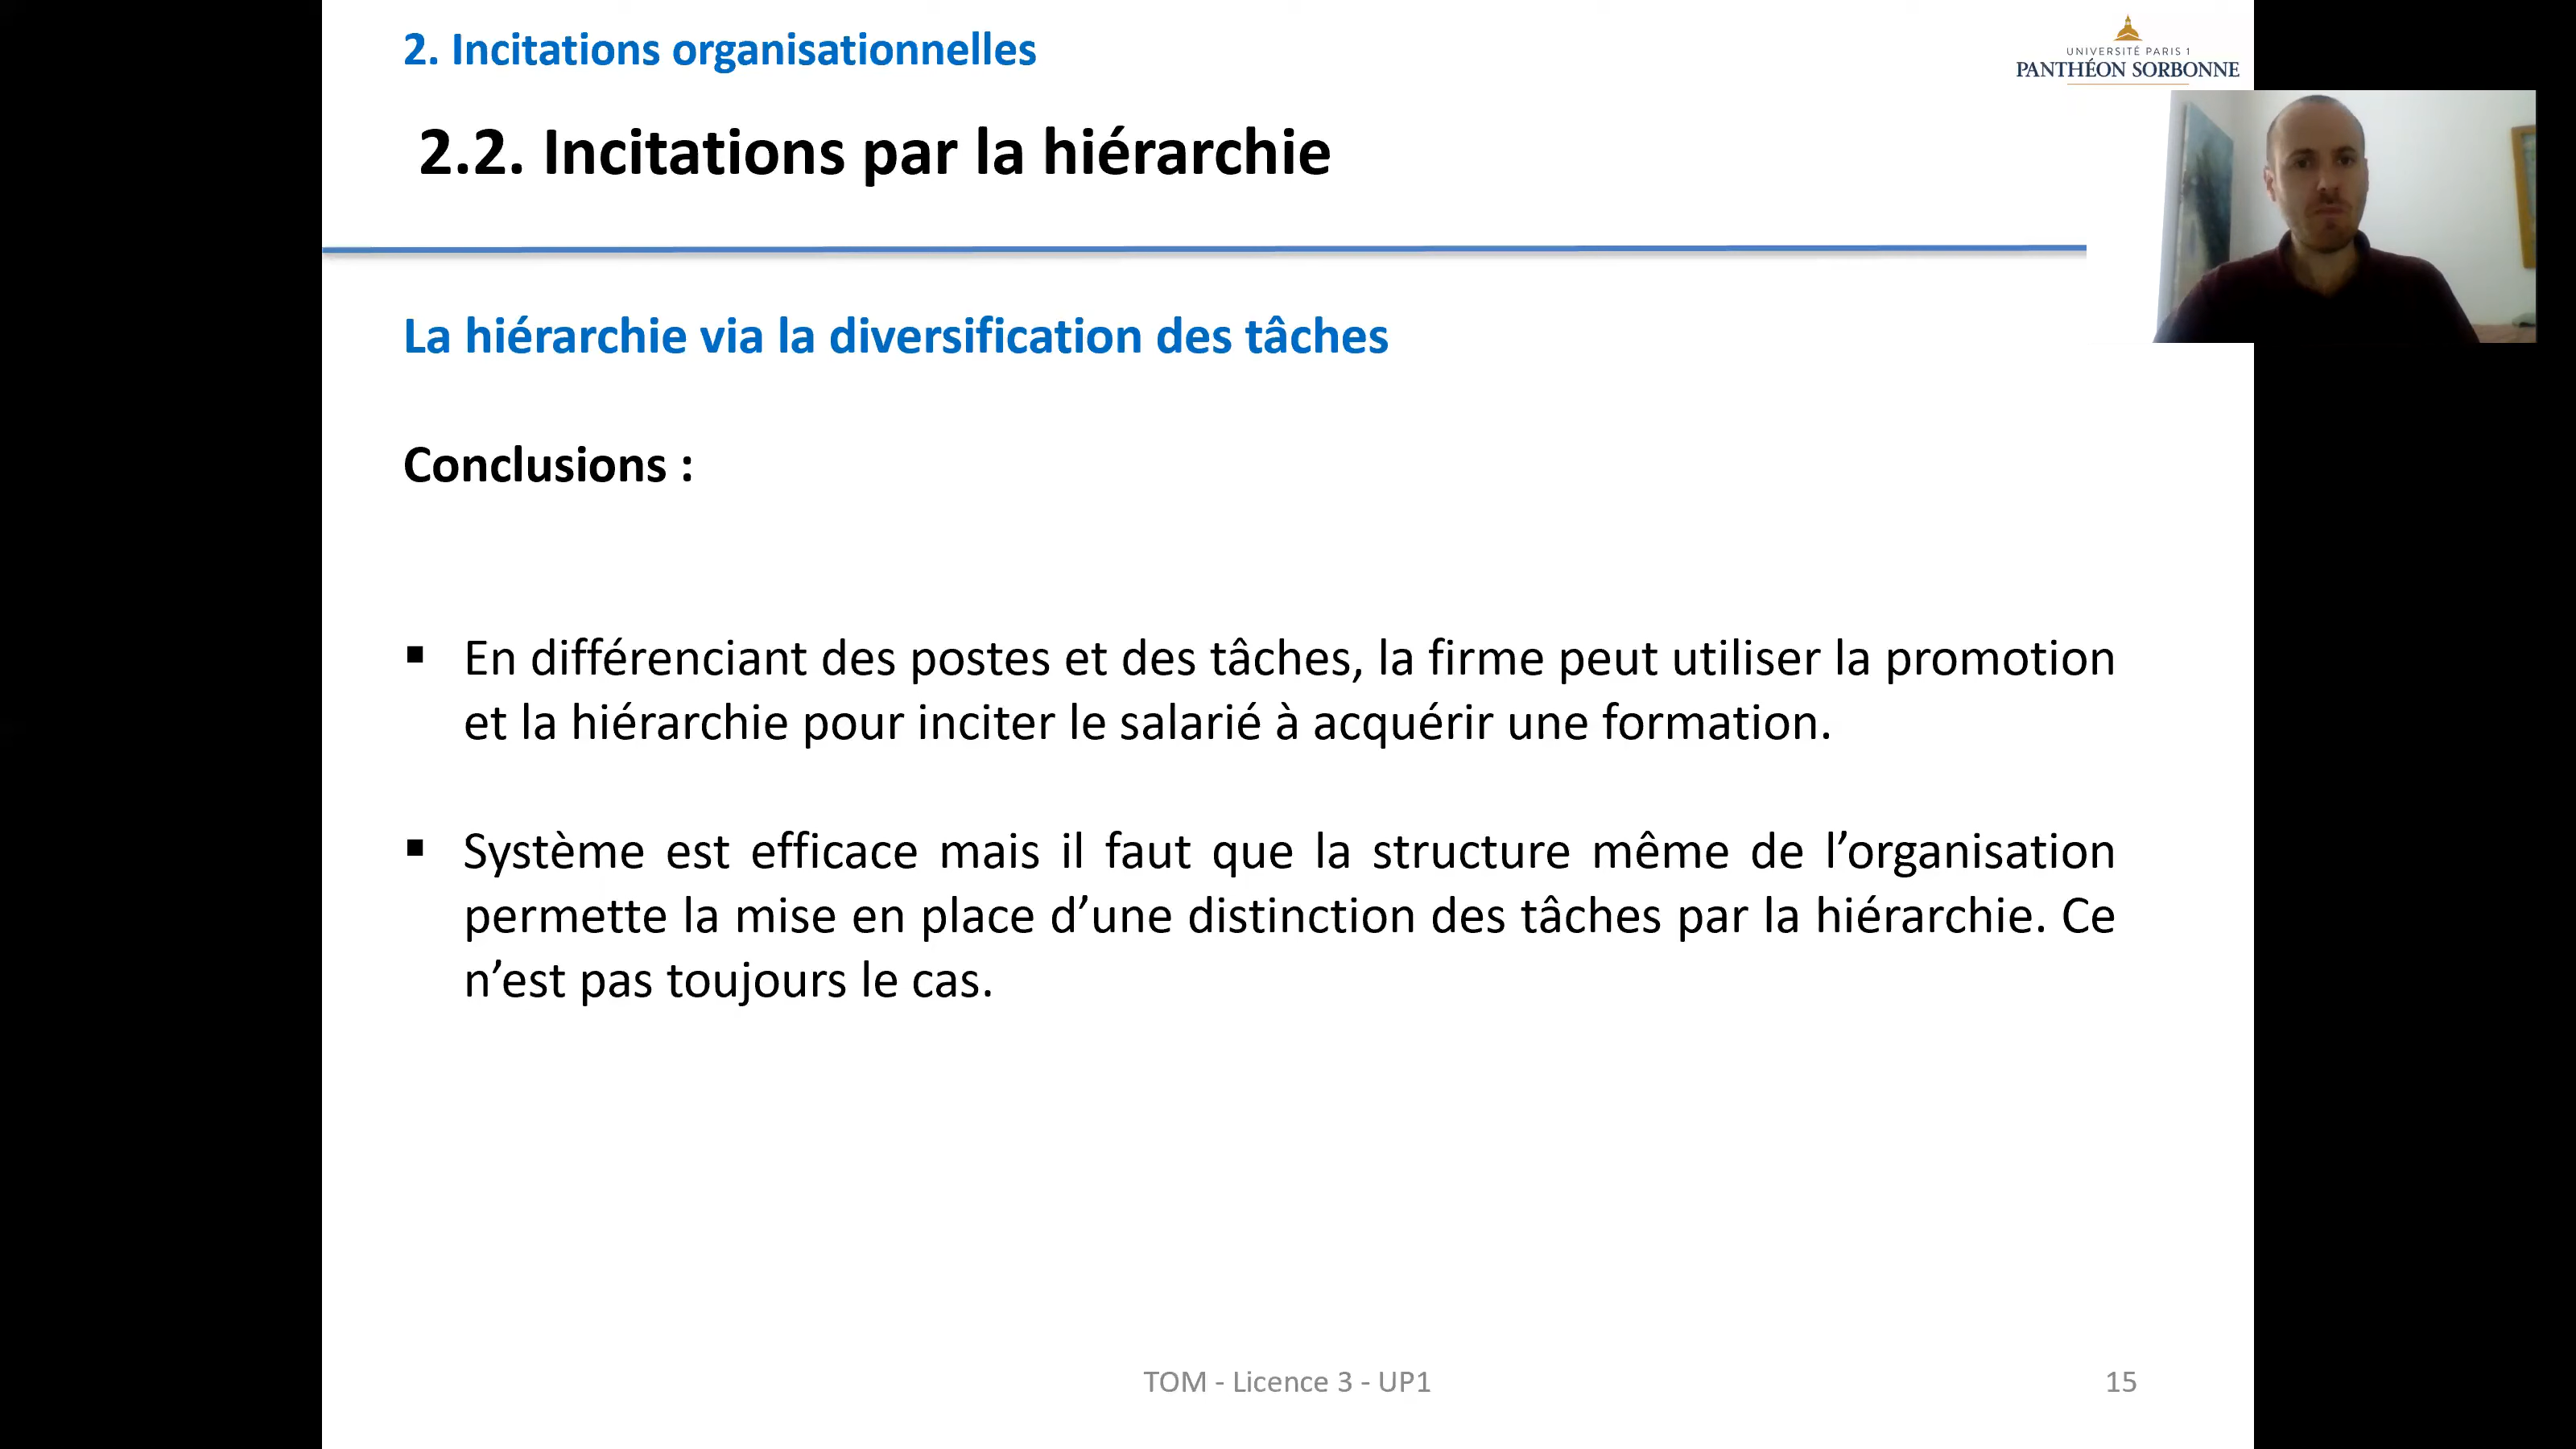 2. Incitations organisationnelles
UNIVERSITÉ PARIS 1
PANTHÉON SORBONNE
2.2. Incitations par la hiérarchie
La hiérarchie via la diversification des tâches
Conclusions :
▪ En différenciant des postes et des tâches, la firme peut utiliser la promotion
et la hiérarchie pour inciter le salarié à acquérir une formation.
▪ Système est efficace mais il faut que la structure même de l’organisation
permette la mise en place d’une distinction des tâches par la hiérarchie. Ce
n’est pas toujours le cas.
TOM - Licence 3 - UP1
15